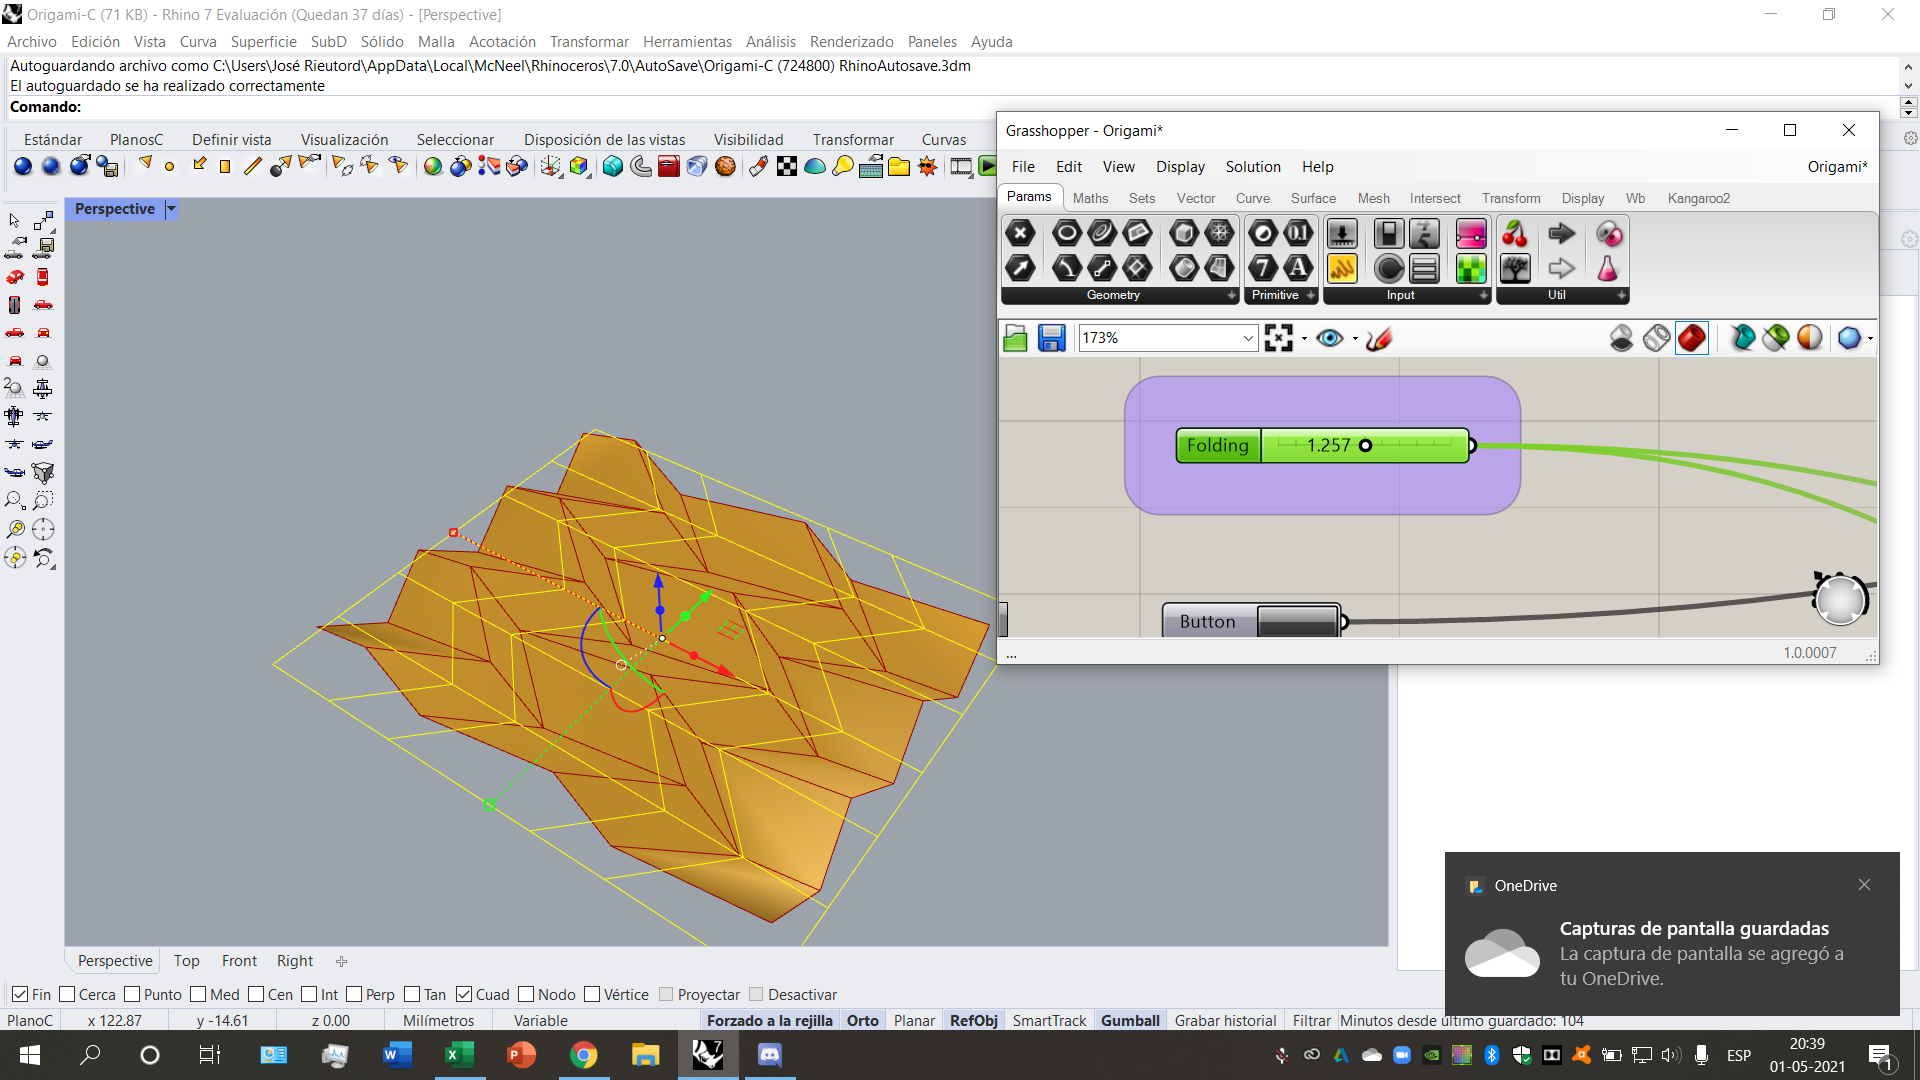 Origami-C (71 KB) - Rhino 7 Evaluación (Quedan 37 días) - [Perspective]
Archivo Edición Vista Curva Superficie SubD Sólido Malla Acotación Transformar Herramientas Análisis Renderizado Paneles Ayuda
Autoguardando archivo como C:\Users\José Rieutord\AppData\Local\McNeel\Rhinoceros\7.0\AutoSave\Origami-C (724800) RhinoAutosave.3dm
El autoguardado se ha realizado correctamente
Comando:
Estándar PlanosC Definir vista Visualización Seleccionar Disposición de las vistas Visibilidad Transformar Curvas
Perspective
Grasshopper - Origami*
File Edit View Display Solution Help Origami*
Params Maths Sets Vector Curve Surface Mesh Intersect Transform Display Wb Kangaroo2
0.1
7 A
Geometry Primitive Input Util
173%
Folding 1.257
Button
... 1.0.0007
2
OneDrive
Capturas de pantalla guardadas
La captura de pantalla se agregó a
tu OneDrive.
Perspective Top Front Right
Fin Cerca Punto Med Cen Int Perp Tan Cuad Nodo Vértice Proyectar Desactivar
PlanoC x 122.87 y -14.61 z 0.00 Milímetros Variable Forzado a la rejilla Orto Planar RefObj SmartTrack Gumball Grabar historial Filtrar Minutos desde último guardado: 104
7
ESP
20:39
01-05-2021
1